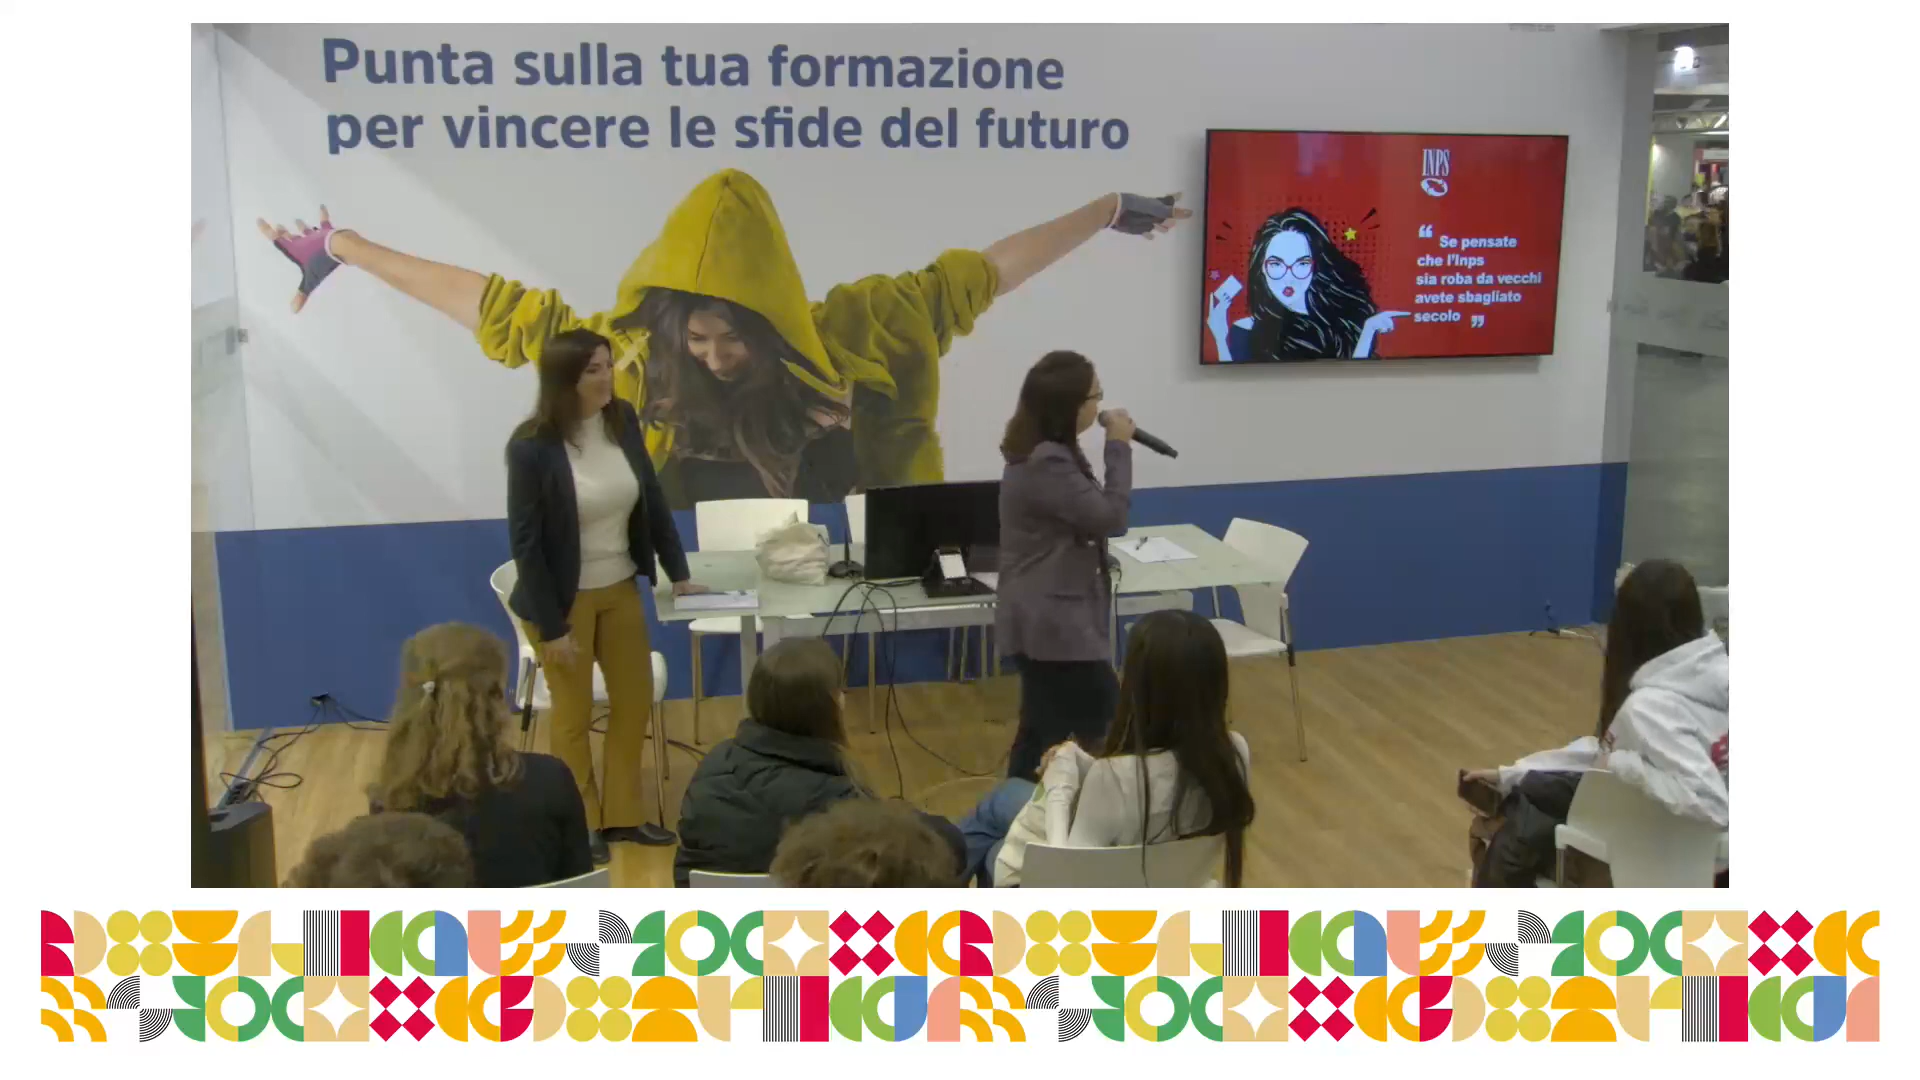 Punta sulla tua formazione
per vincere le sfide del futuro
INPS
“ Se pensate
che l'Inps
sia roba da vecchi
avete sbagliato
secolo ”